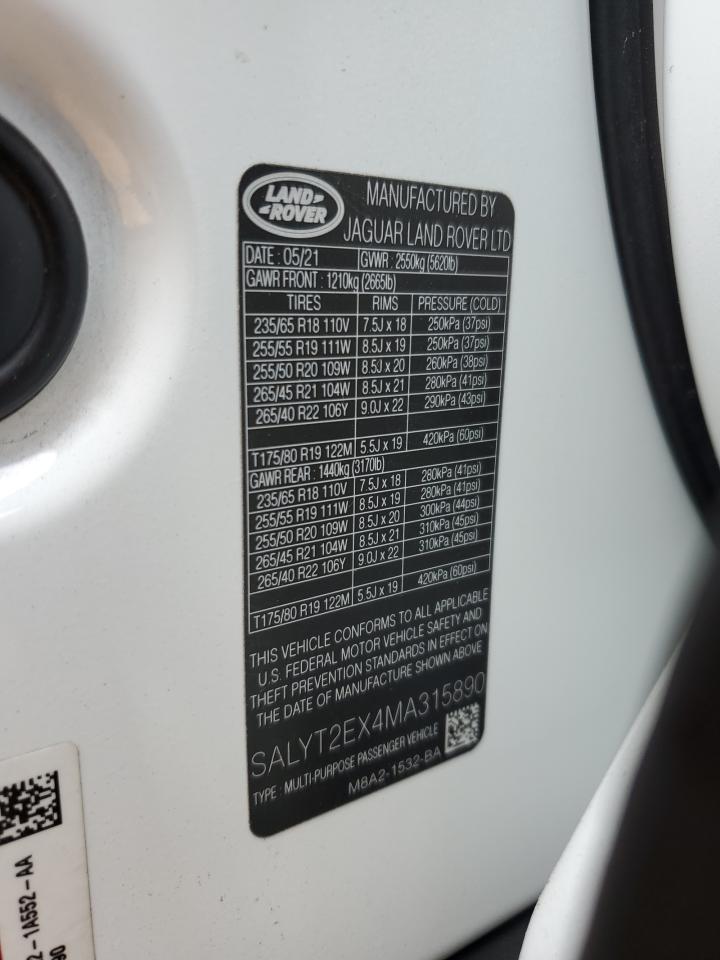 LAND ROVER
MANUFACTURED BY
JAGUAR LAND ROVER LTD
DATE : 05/21 GVWR : 2550kg (5620lb)
GAWR FRONT : 1210kg (2665lb)
TIRES RIMS PRESSURE (COLD)
235/65 R18 110V 7.5J x 18 250kPa (37psi)
255/55 R19 111W 8.5J x 19 250kPa (37psi)
255/50 R20 109W 8.5J x 20 260kPa (38psi)
265/45 R21 104W 8.5J x 21 280kPa (41psi)
265/40 R22 106Y 9.0J x 22 290kPa (43psi)
T175/80 R19 122M 5.5J x 19 420kPa (60psi)
GAWR REAR : 1440kg (3170lb)
235/65 R18 110V 7.5J x 18 280kPa (41psi)
255/55 R19 111W 8.5J x 19 280kPa (41psi)
255/50 R20 109W 8.5J x 20 300kPa (44psi)
265/45 R21 104W 8.5J x 21 310kPa (45psi)
265/40 R22 106Y 9.0J x 22 310kPa (45psi)
T175/80 R19 122M 5.5J x 19 420kPa (60psi)
THIS VEHICLE CONFORMS TO ALL APPLICABLE
U.S. FEDERAL MOTOR VEHICLE SAFETY AND
THEFT PREVENTION STANDARDS IN EFFECT ON
THE DATE OF MANUFACTURE SHOWN ABOVE
SALYT2EX4MA315890
TYPE : MULTI-PURPOSE PASSENGER VEHICLE
M8A2-1532-BA
2-1A552-AA
90